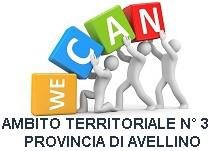 WE CAN
AMBITO TERRITORIALE N° 3
PROVINCIA DI AVELLINO